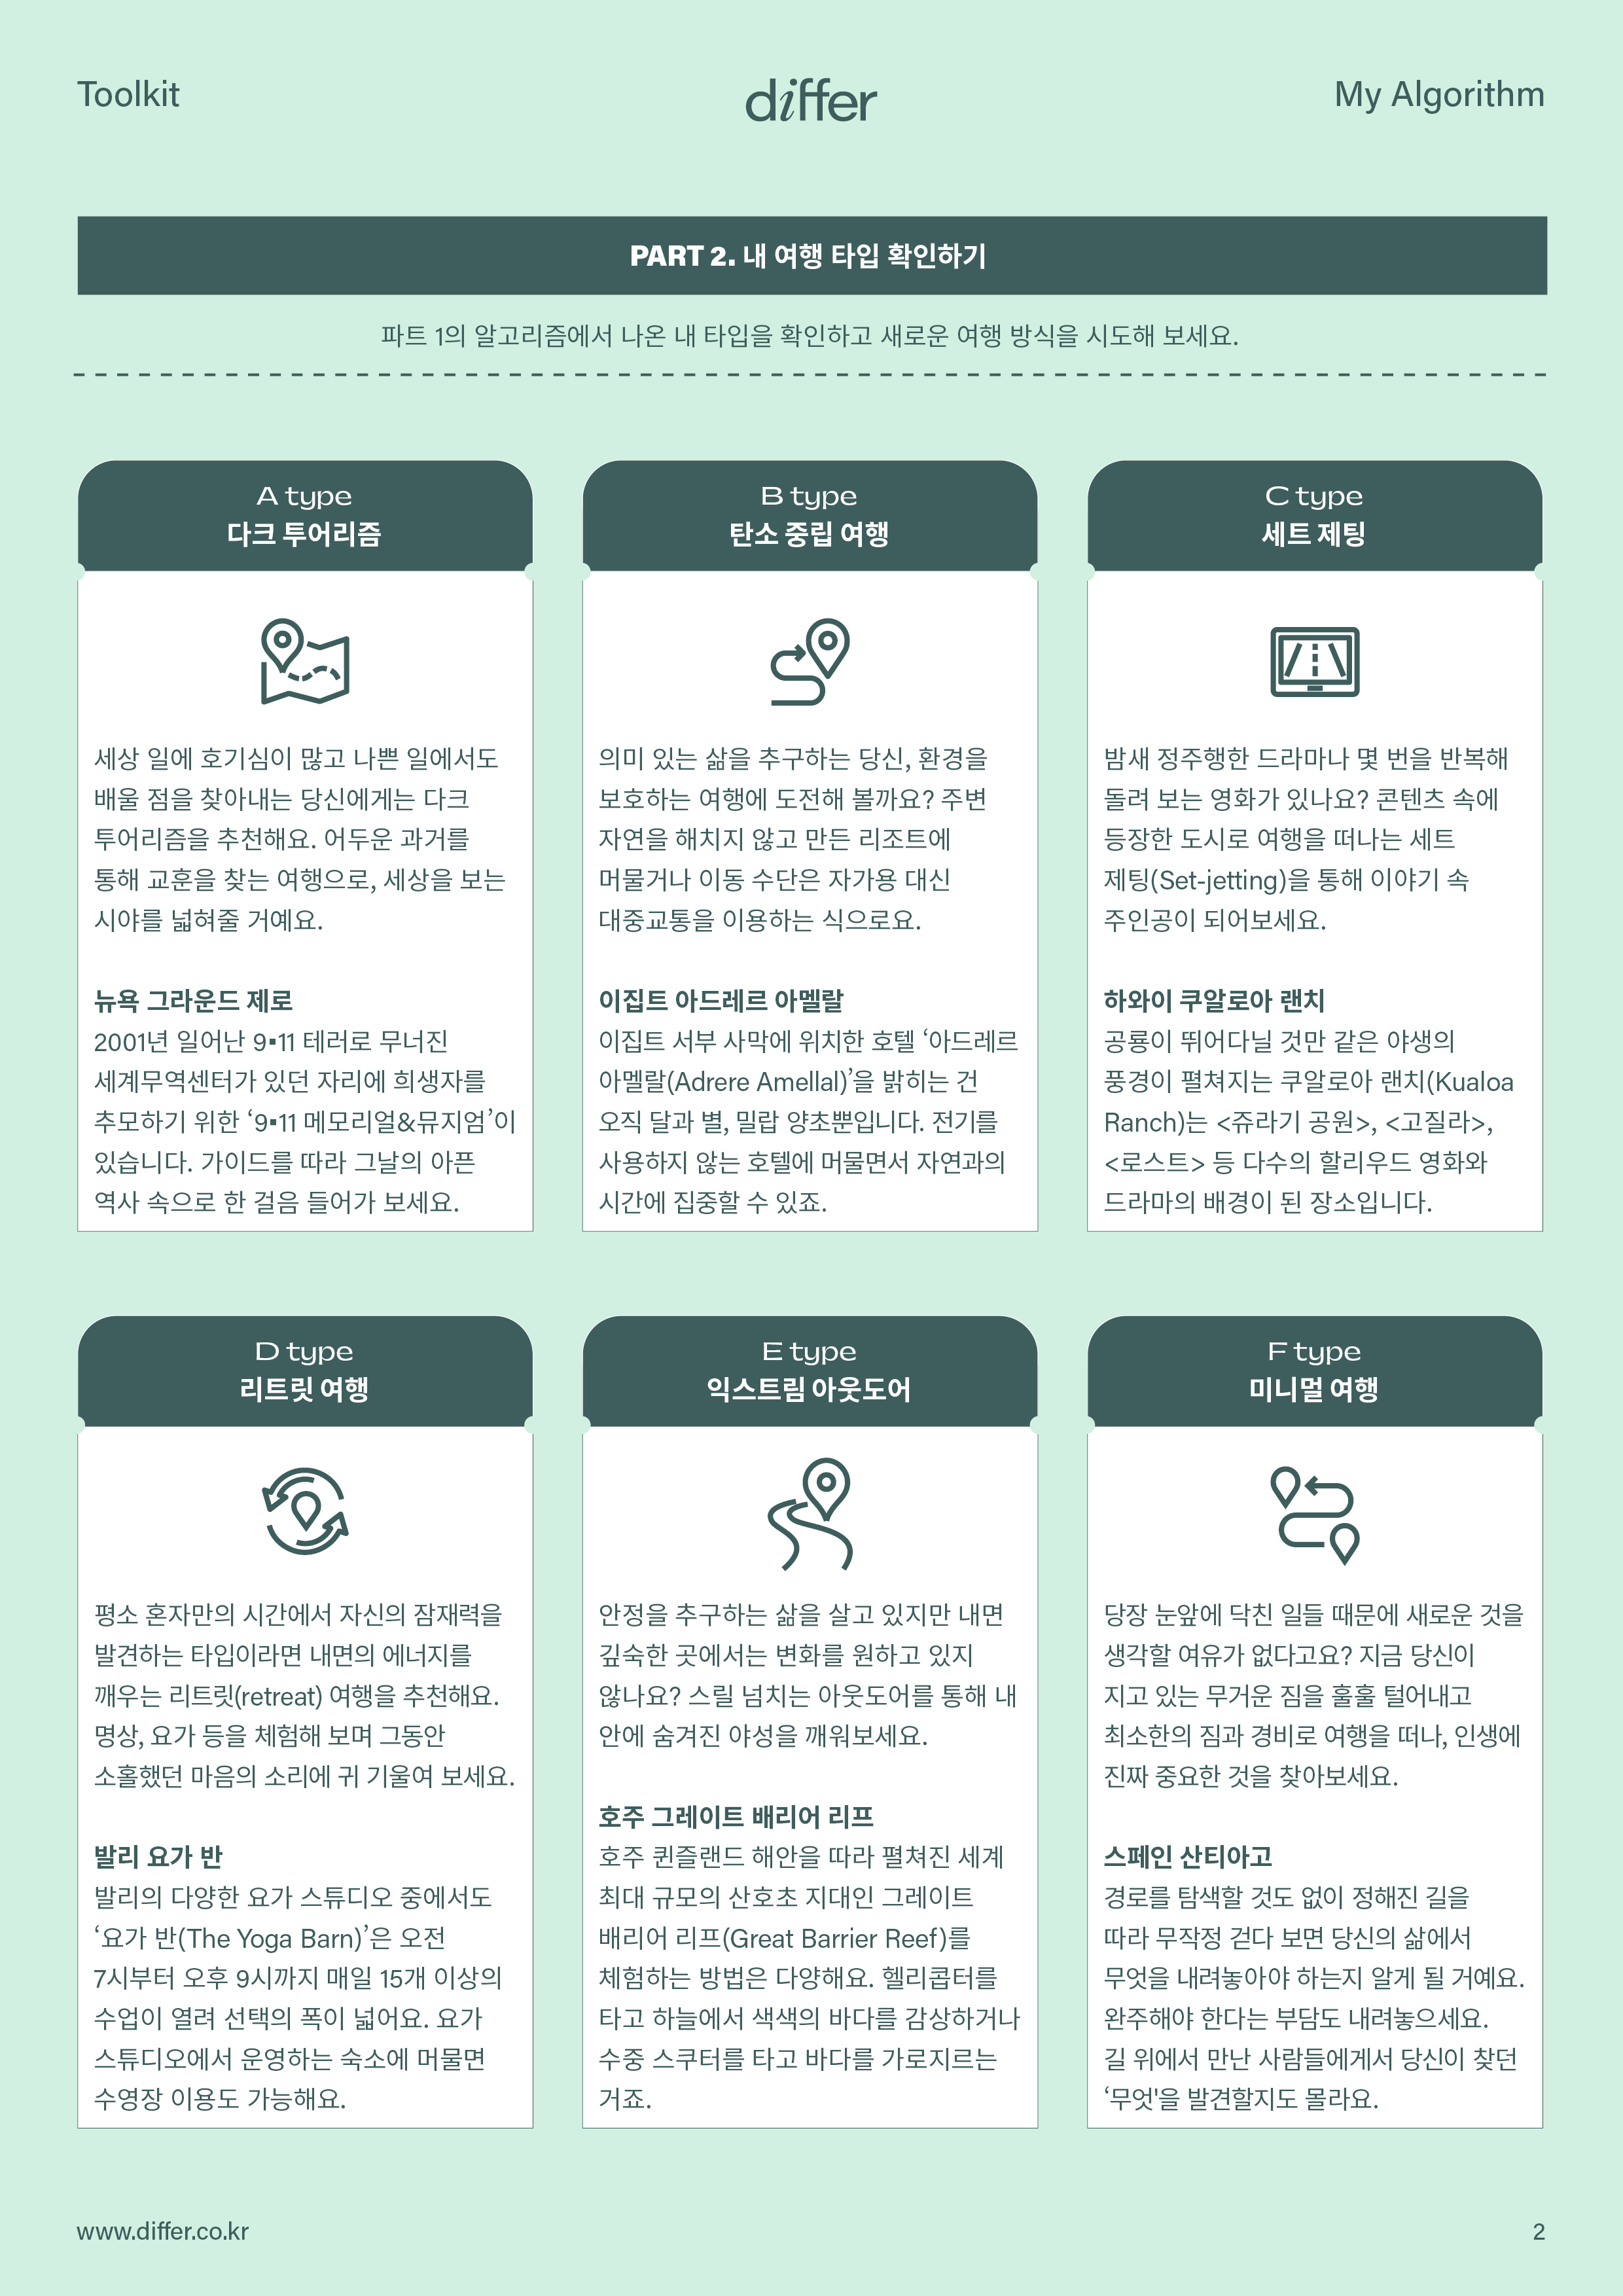 Toolkit
differ
My Algorithm
PART 2. 내 여행 타입 확인하기
파트 1의 알고리즘에서 나온 내 타입을 확인하고 새로운 여행 방식을 시도해 보세요.
A type
다크 투어리즘
세상 일에 호기심이 많고 나쁜 일에서도
배울 점을 찾아내는 당신에게는 다크
투어리즘을 추천해요. 어두운 과거를
통해 교훈을 찾는 여행으로, 세상을 보는
시야를 넓혀줄 거예요.
뉴욕 그라운드 제로
2001년 일어난 9▪11 테러로 무너진
세계무역센터가 있던 자리에 희생자를
추모하기 위한 ‘9▪11 메모리얼&뮤지엄’이
있습니다. 가이드를 따라 그날의 아픈
역사 속으로 한 걸음 들어가 보세요.
B type
탄소 중립 여행
의미 있는 삶을 추구하는 당신, 환경을
보호하는 여행에 도전해 볼까요? 주변
자연을 해치지 않고 만든 리조트에
머물거나 이동 수단은 자가용 대신
대중교통을 이용하는 식으로요.
이집트 아드레르 아멜랄
이집트 서부 사막에 위치한 호텔 ‘아드레르
아멜랄(Adrere Amellal)’을 밝히는 건
오직 달과 별, 밀랍 양초뿐입니다. 전기를
사용하지 않는 호텔에 머물면서 자연과의
시간에 집중할 수 있죠.
C type
세트 제팅
밤새 정주행한 드라마나 몇 번을 반복해
돌려 보는 영화가 있나요? 콘텐츠 속에
등장한 도시로 여행을 떠나는 세트
제팅(Set-jetting)을 통해 이야기 속
주인공이 되어보세요.
하와이 쿠알로아 랜치
공룡이 뛰어다닐 것만 같은 야생의
풍경이 펼쳐지는 쿠알로아 랜치(Kualoa
Ranch)는 <쥬라기 공원>, <고질라>,
<로스트> 등 다수의 할리우드 영화와
드라마의 배경이 된 장소입니다.
D type
리트릿 여행
평소 혼자만의 시간에서 자신의 잠재력을
발견하는 타입이라면 내면의 에너지를
깨우는 리트릿(retreat) 여행을 추천해요.
명상, 요가 등을 체험해 보며 그동안
소홀했던 마음의 소리에 귀 기울여 보세요.
발리 요가 반
발리의 다양한 요가 스튜디오 중에서도
‘요가 반(The Yoga Barn)’은 오전
7시부터 오후 9시까지 매일 15개 이상의
수업이 열려 선택의 폭이 넓어요. 요가
스튜디오에서 운영하는 숙소에 머물면
수영장 이용도 가능해요.
E type
익스트림 아웃도어
안정을 추구하는 삶을 살고 있지만 내면
깊숙한 곳에서는 변화를 원하고 있지
않나요? 스릴 넘치는 아웃도어를 통해 내
안에 숨겨진 야성을 깨워보세요.
호주 그레이트 배리어 리프
호주 퀸즐랜드 해안을 따라 펼쳐진 세계
최대 규모의 산호초 지대인 그레이트
배리어 리프(Great Barrier Reef)를
체험하는 방법은 다양해요. 헬리콥터를
타고 하늘에서 색색의 바다를 감상하거나
수중 스쿠터를 타고 바다를 가로지르는
거죠.
F type
미니멀 여행
당장 눈앞에 닥친 일들 때문에 새로운 것을
생각할 여유가 없다고요? 지금 당신이
지고 있는 무거운 짐을 훌훌 털어내고
최소한의 짐과 경비로 여행을 떠나, 인생에
진짜 중요한 것을 찾아보세요.
스페인 산티아고
경로를 탐색할 것도 없이 정해진 길을
따라 무작정 걷다 보면 당신의 삶에서
무엇을 내려놓아야 하는지 알게 될 거예요.
완주해야 한다는 부담도 내려놓으세요.
길 위에서 만난 사람들에게서 당신이 찾던
‘무엇'을 발견할지도 몰라요.
www.differ.co.kr
2